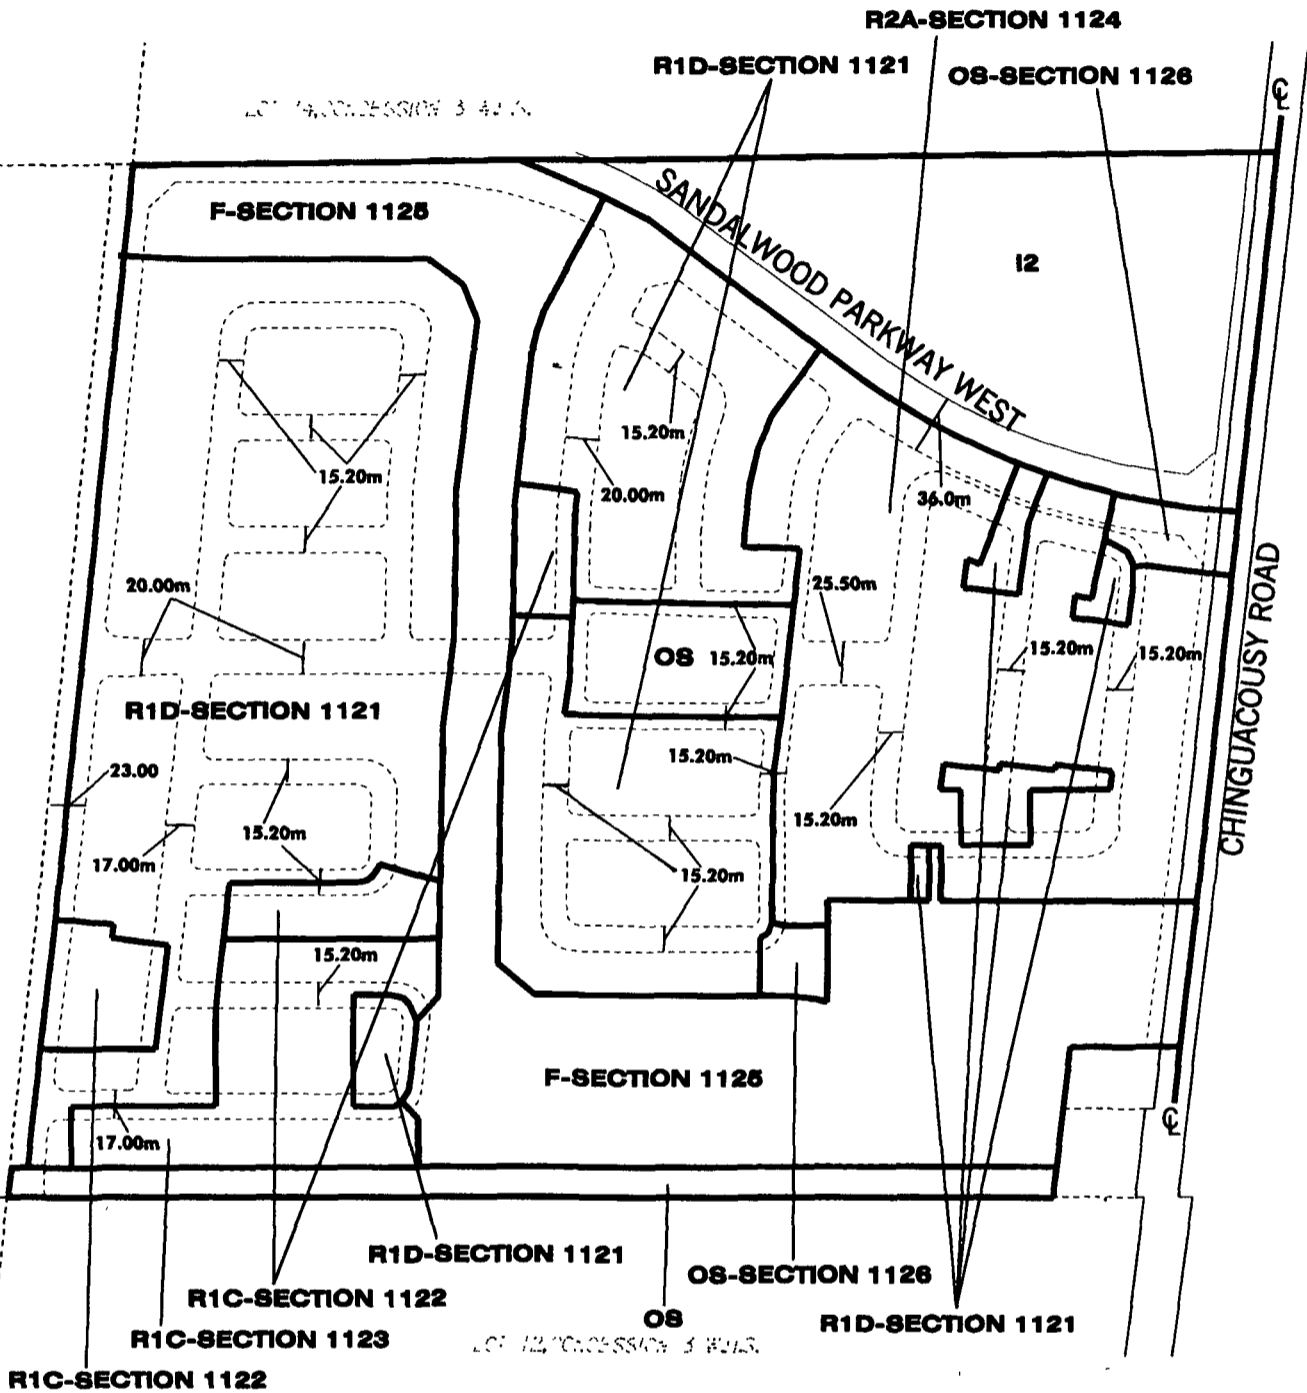 R2A-SECTION 1124
R1D-SECTION 1121
OS-SECTION 1126
F-SECTION 1125
SANDALWOOD PARKWAY WEST
I2
15.20m
20.00m
36.0m
15.20m
20.00m
25.50m
CHINGUACOUSY ROAD
OS
15.20m
15.20m
15.20m
R1D-SECTION 1121
23.00
15.20m
15.20m
15.20m
17.00m
15.20m
15.20m
F-SECTION 1125
17.00m
R1D-SECTION 1121
OS-SECTION 1126
R1C-SECTION 1122
OS
R1D-SECTION 1121
R1C-SECTION 1123
R1C-SECTION 1122